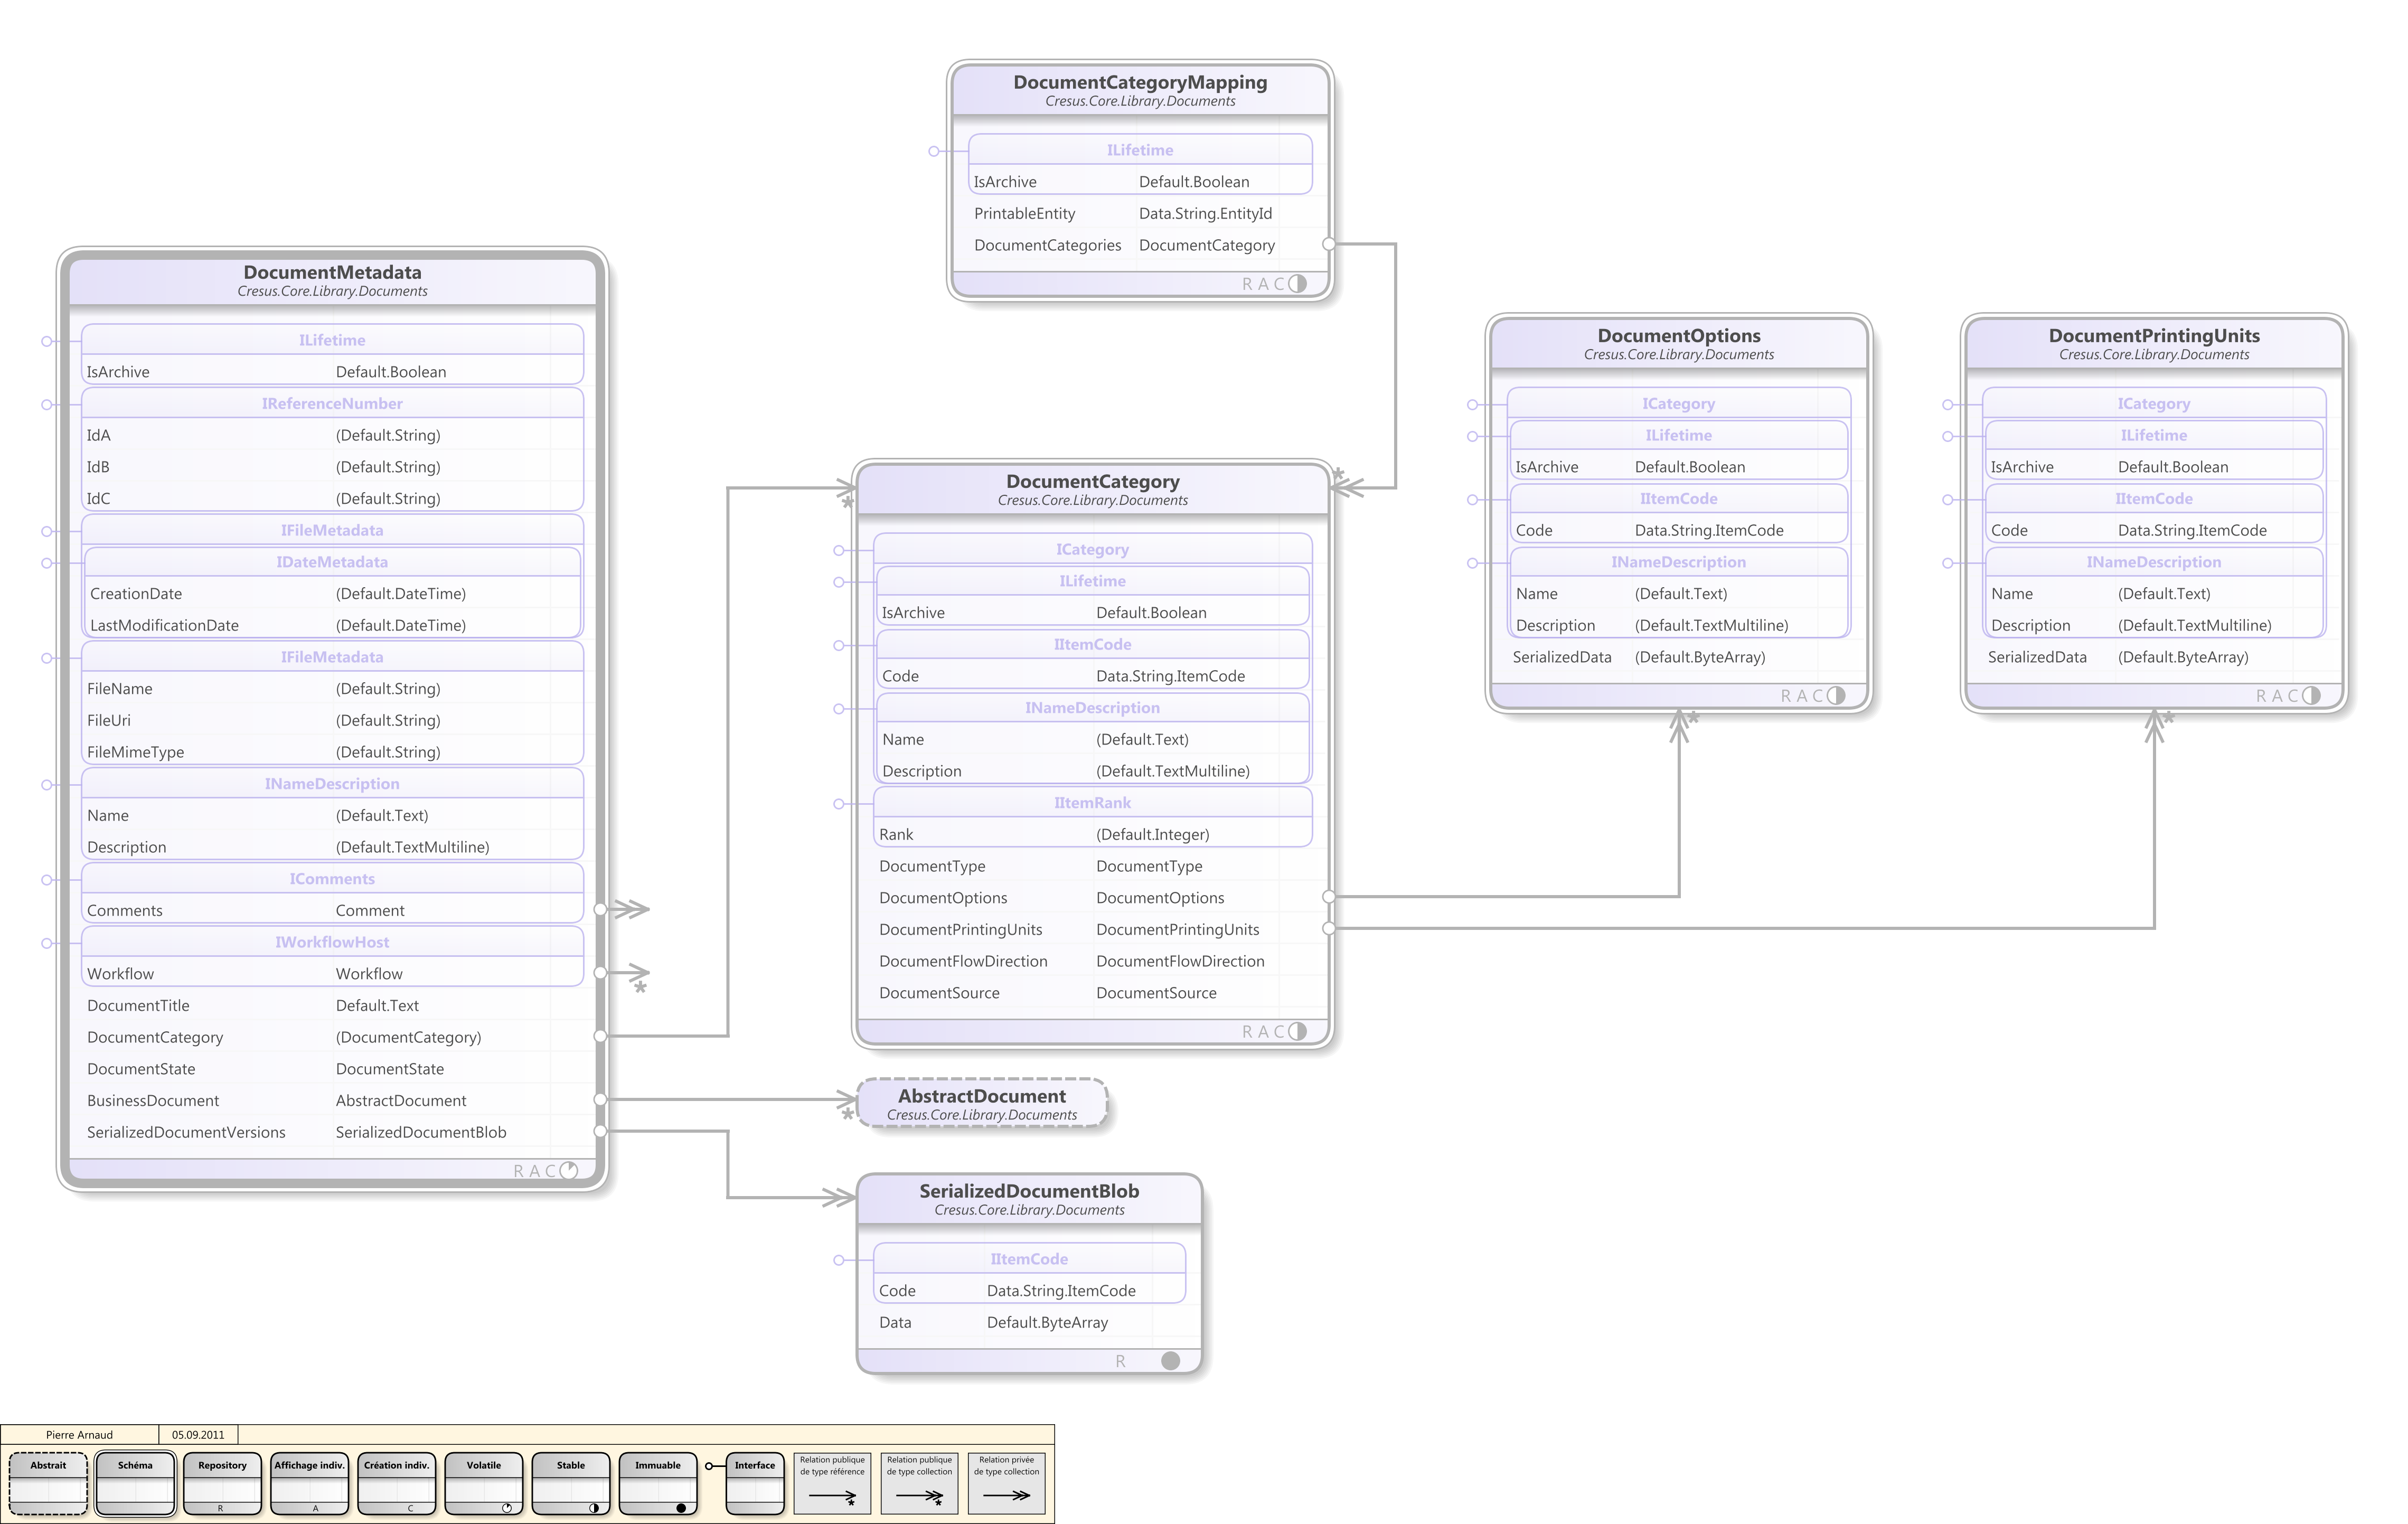 DocumentCategoryMapping
Cresus.Core.Library.Documents
ILifetime
IsArchive Default.Boolean
PrintableEntity Data.String.EntityId
DocumentCategories DocumentCategory
R A C
DocumentMetadata
Cresus.Core.Library.Documents
ILifetime
IsArchive Default.Boolean
IReferenceNumber
IdA (Default.String)
IdB (Default.String)
IdC (Default.String)
IFileMetadata
IDateMetadata
CreationDate (Default.DateTime)
LastModificationDate (Default.DateTime)
IFileMetadata
FileName (Default.String)
FileUri (Default.String)
FileMimeType (Default.String)
INameDescription
Name (Default.Text)
Description (Default.TextMultiline)
IComments
Comments Comment
IWorkflowHost
Workflow Workflow
*
DocumentTitle Default.Text
DocumentCategory (DocumentCategory)
DocumentState DocumentState
BusinessDocument AbstractDocument
SerializedDocumentVersions SerializedDocumentBlob
R A C
*
*
DocumentCategory
Cresus.Core.Library.Documents
ICategory
ILifetime
IsArchive Default.Boolean
IItemCode
Code Data.String.ItemCode
INameDescription
Name (Default.Text)
Description (Default.TextMultiline)
IItemRank
Rank (Default.Integer)
DocumentType DocumentType
DocumentOptions DocumentOptions
DocumentPrintingUnits DocumentPrintingUnits
DocumentFlowDirection DocumentFlowDirection
DocumentSource DocumentSource
R A C
DocumentOptions
Cresus.Core.Library.Documents
ICategory
ILifetime
IsArchive Default.Boolean
IItemCode
Code Data.String.ItemCode
INameDescription
Name (Default.Text)
Description (Default.TextMultiline)
SerializedData (Default.ByteArray)
R A C
*
DocumentPrintingUnits
Cresus.Core.Library.Documents
ICategory
ILifetime
IsArchive Default.Boolean
IItemCode
Code Data.String.ItemCode
INameDescription
Name (Default.Text)
Description (Default.TextMultiline)
SerializedData (Default.ByteArray)
R A C
*
AbstractDocument
Cresus.Core.Library.Documents
*
SerializedDocumentBlob
Cresus.Core.Library.Documents
IItemCode
Code Data.String.ItemCode
Data Default.ByteArray
R
Pierre Arnaud 05.09.2011
Abstrait
Schéma
Repository
R
Affichage indiv.
A
Création indiv.
C
Volatile
Stable
Immuable
Interface
Relation publique
de type référence
*
Relation publique
de type collection
*
Relation privée
de type collection